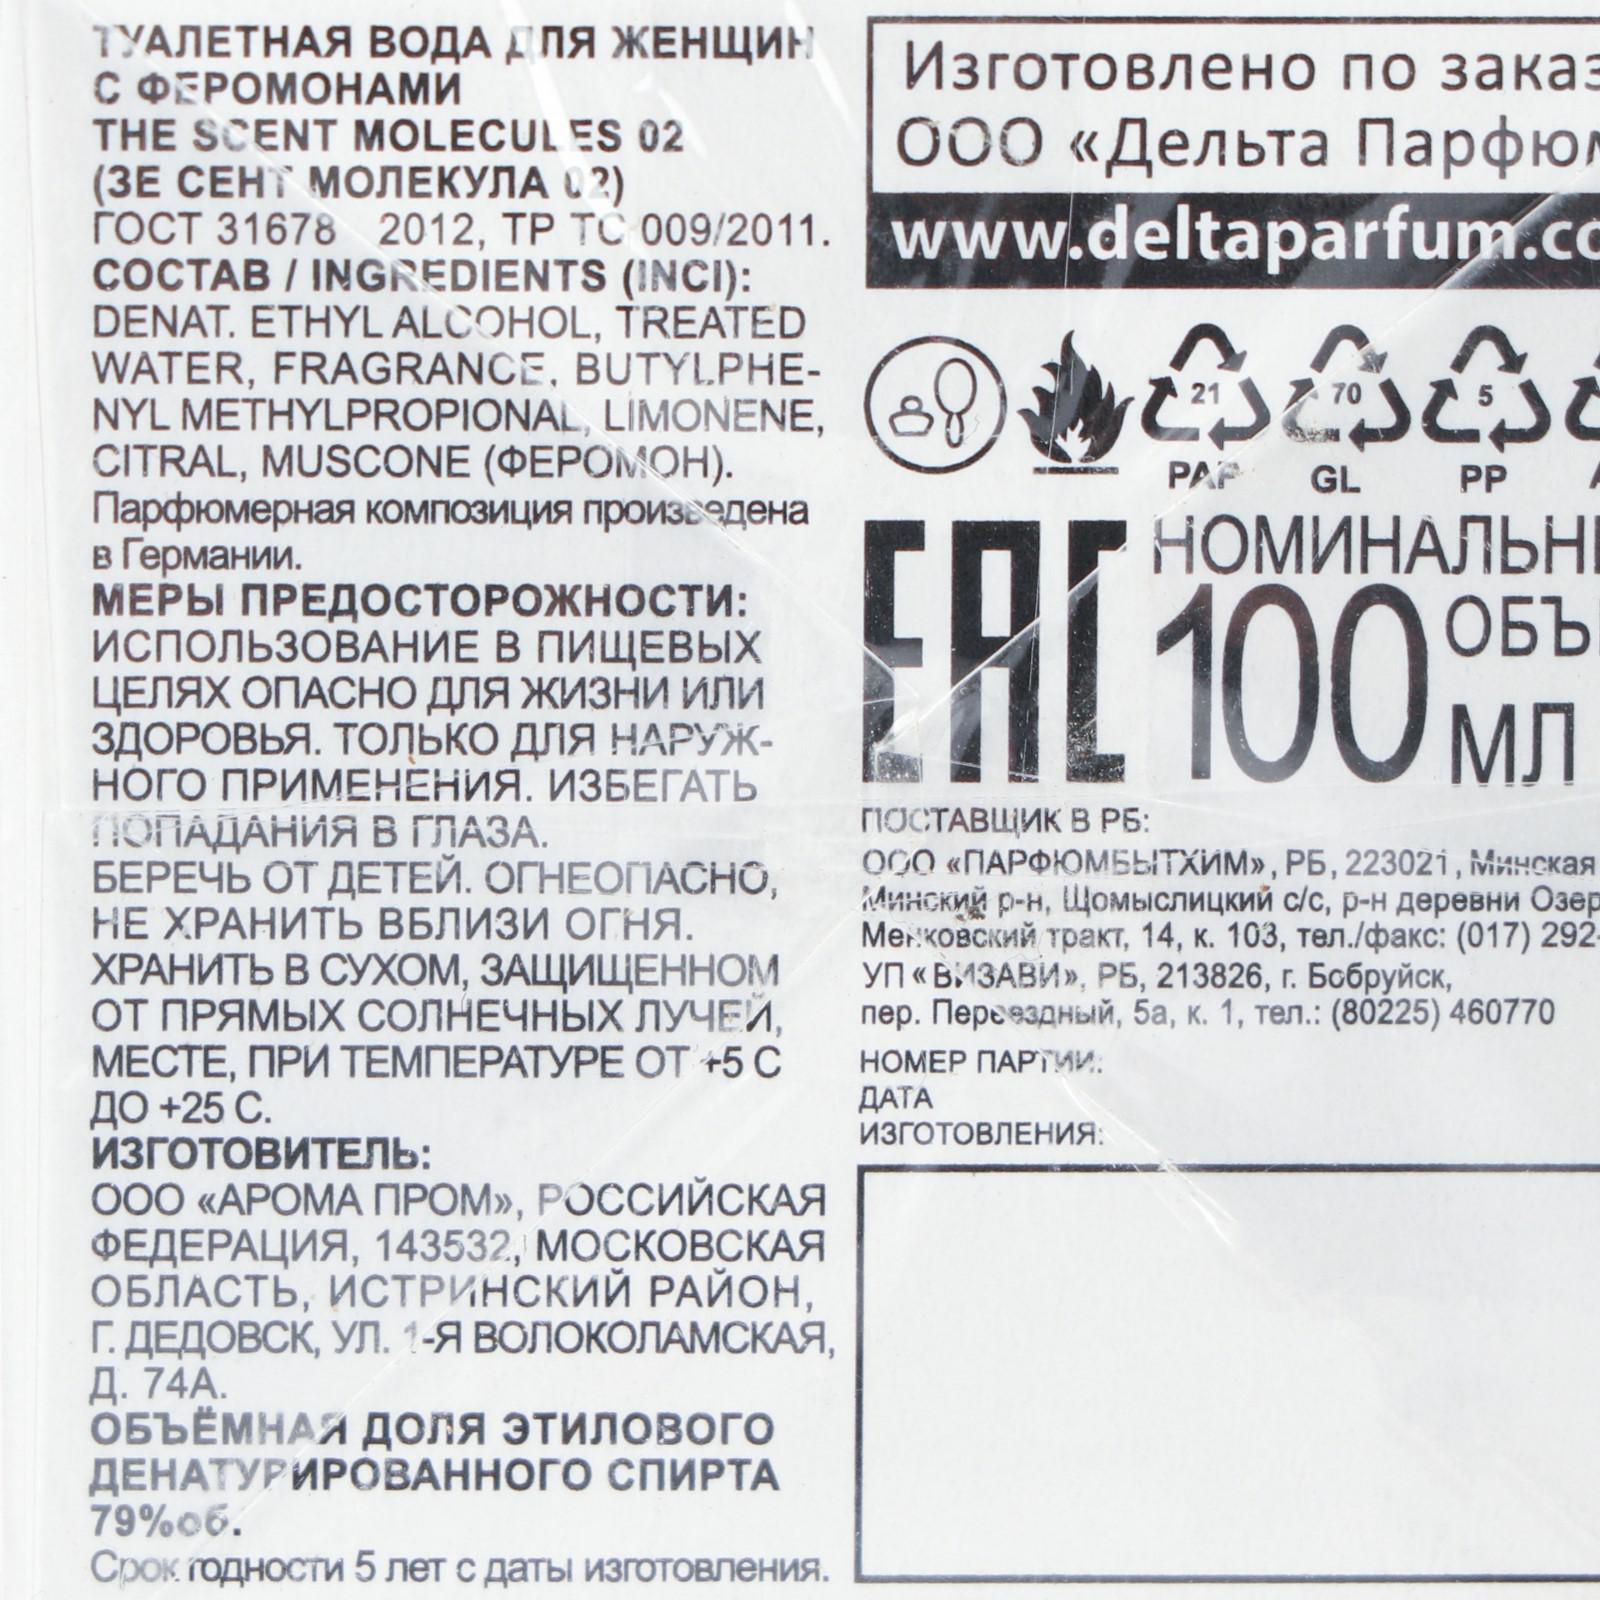 ТУАЛЕТНАЯ ВОДА ДЛЯ ЖЕНЩИН
С ФЕРОМОНАМИ
THE SCENT MOLECULES 02
(ЗЕ СЕНТ МОЛЕКУЛА 02)
ГОСТ 31678 2012, ТР ТС 009/2011.
СОСТАВ / INGREDIENTS (INCI):
DENAT. ETHYL ALCOHOL, TREATED
WATER, FRAGRANCE, BUTYLPHE-
NYL METHYLPROPIONAL, LIMONENE,
CITRAL, MUSCONE (ФЕРОМОН).
Парфюмерная композиция произведена
в Германии.
МЕРЫ ПРЕДОСТОРОЖНОСТИ:
ИСПОЛЬЗОВАНИЕ В ПИЩЕВЫХ
ЦЕЛЯХ ОПАСНО ДЛЯ ЖИЗНИ ИЛИ
ЗДОРОВЬЯ. ТОЛЬКО ДЛЯ НАРУЖ-
НОГО ПРИМЕНЕНИЯ. ИЗБЕГАТЬ
ПОПАДАНИЯ В ГЛАЗА.
БЕРЕЧЬ ОТ ДЕТЕЙ. ОГНЕОПАСНО,
НЕ ХРАНИТЬ ВБЛИЗИ ОГНЯ.
ХРАНИТЬ В СУХОМ, ЗАЩИЩЕННОМ
ОТ ПРЯМЫХ СОЛНЕЧНЫХ ЛУЧЕЙ,
МЕСТЕ, ПРИ ТЕМПЕРАТУРЕ ОТ +5 С
ДО +25 С.
ИЗГОТОВИТЕЛЬ:
ООО «АРОМА ПРОМ», РОССИЙСКАЯ
ФЕДЕРАЦИЯ, 143532, МОСКОВСКАЯ
ОБЛАСТЬ, ИСТРИНСКИЙ РАЙОН,
Г. ДЕДОВСК, УЛ. 1-Я ВОЛОКОЛАМСКАЯ,
Д. 74А.
ОБЪЁМНАЯ ДОЛЯ ЭТИЛОВОГО
ДЕНАТУРИРОВАННОГО СПИРТА
79%об.
Срок годности 5 лет с даты изготовления.
Изготовлено по заказ
ООО «Дельта Парфюм
www.deltaparfum.co
21 70 5
PAP GL PP
EAC
НОМИНАЛЬН
100 ОБЪ
МЛ
ПОСТАВЩИК В РБ:
ООО «ПАРФЮМБЫТХИМ», РБ, 223021, Минская
Минский р-н, Щомыслицкий с/с, р-н деревни Озер
Менковский тракт, 14, к. 103, тел./факс: (017) 292-
УП «ВИЗАВИ», РБ, 213826, г. Бобруйск,
пер. Переездный, 5а, к. 1, тел.: (80225) 460770
НОМЕР ПАРТИИ:
ДАТА
ИЗГОТОВЛЕНИЯ: